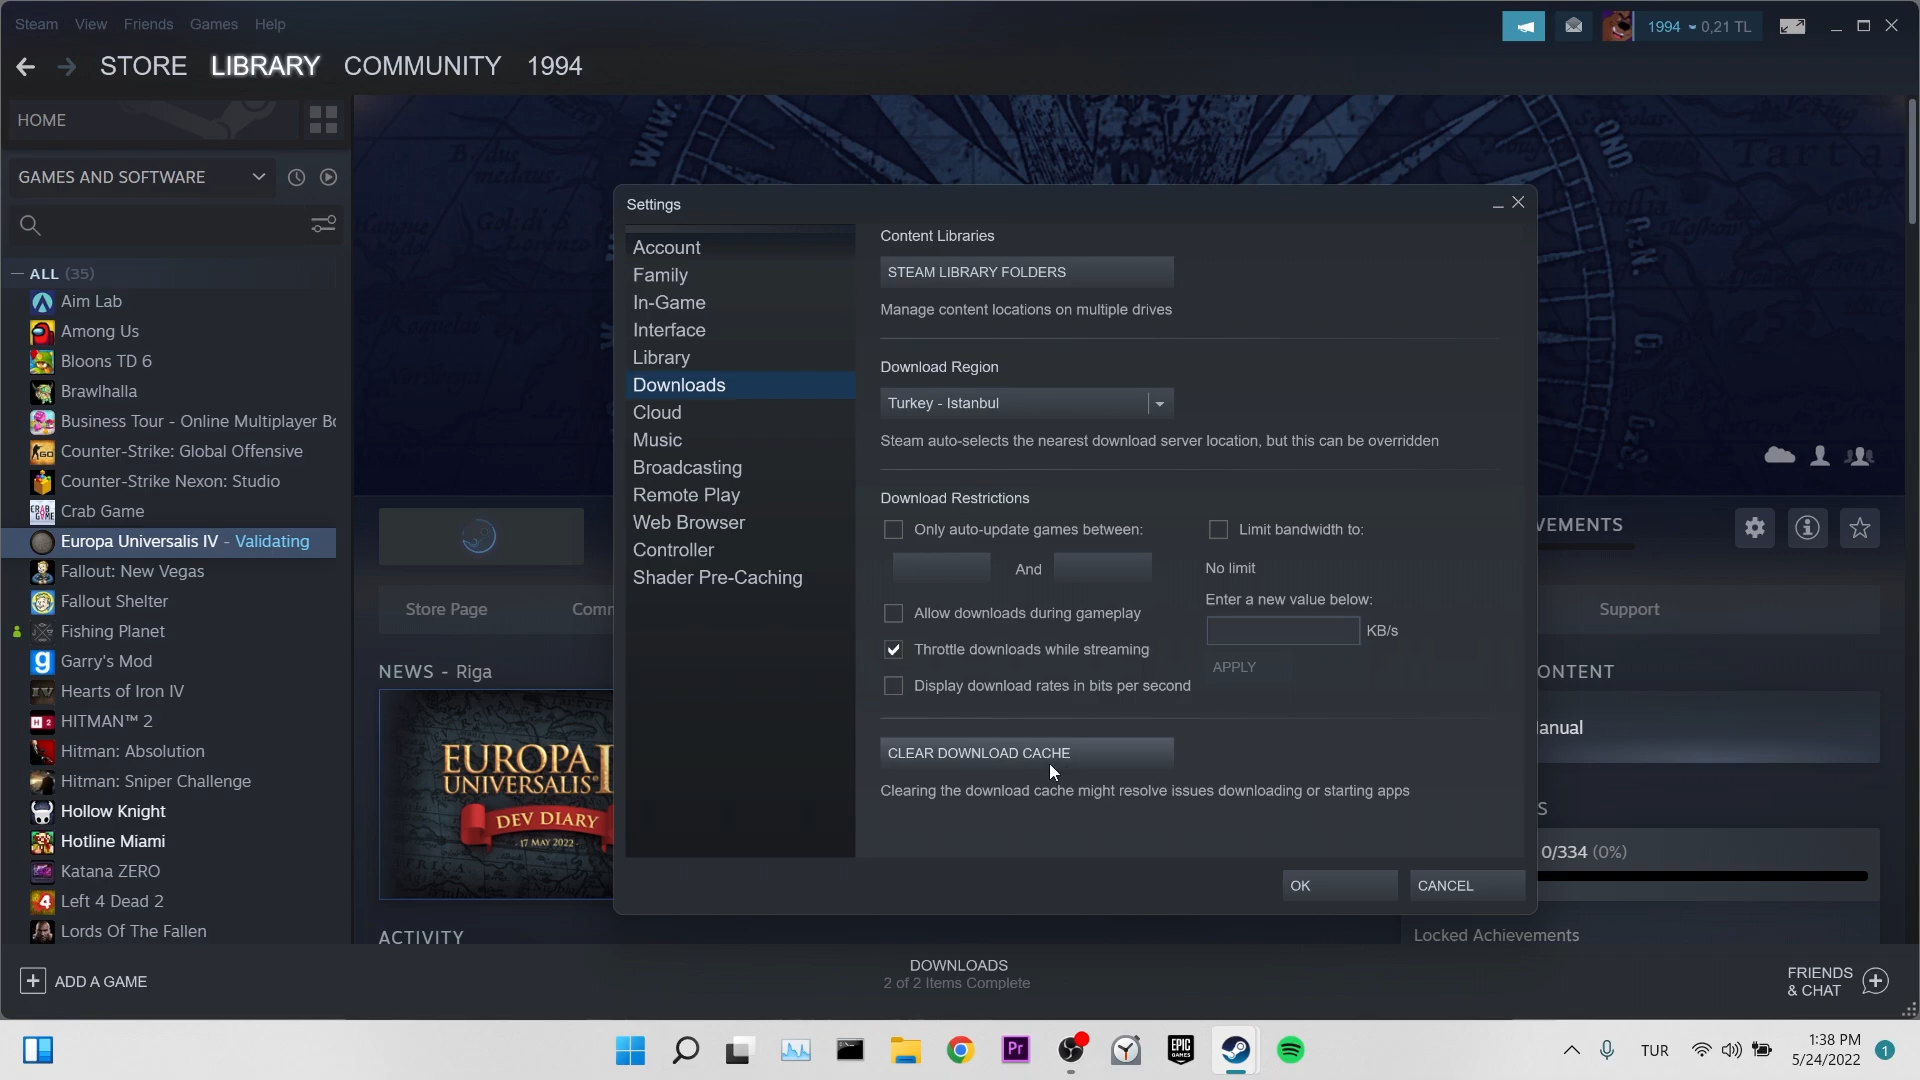 Steam View Friends Games Help
1994 0,21 TL
STORE LIBRARY COMMUNITY 1994
HOME
GAMES AND SOFTWARE
ALL (35)
Aim Lab
Among Us
Bloons TD 6
Brawlhalla
Business Tour - Online Multiplayer Bo
Counter-Strike: Global Offensive
Counter-Strike Nexon: Studio
Crab Game
Europa Universalis IV - Validating
Fallout: New Vegas
Fallout Shelter
Fishing Planet
Garry's Mod
Hearts of Iron IV
HITMAN™ 2
Hitman: Absolution
Hitman: Sniper Challenge
Hollow Knight
Hotline Miami
Katana ZERO
Left 4 Dead 2
Lords Of The Fallen
ADD A GAME
Settings
Account
Family
In-Game
Interface
Library
Downloads
Cloud
Music
Broadcasting
Remote Play
Web Browser
Controller
Shader Pre-Caching
Content Libraries
STEAM LIBRARY FOLDERS
Manage content locations on multiple drives
Download Region
Turkey - Istanbul
Steam auto-selects the nearest download server location, but this can be overridden
Download Restrictions
Only auto-update games between:
And
Allow downloads during gameplay
Throttle downloads while streaming
Display download rates in bits per second
Limit bandwidth to:
No limit
Enter a new value below:
KB/s
APPLY
CLEAR DOWNLOAD CACHE
Clearing the download cache might resolve issues downloading or starting apps
OK CANCEL
Store Page Comm
NEWS - Riga
EUROPA
UNIVERSALIS
DEV DIARY
17 MAY 2022
ACTIVITY
VEMENTS
Support
ONTENT
anual
S
0/334 (0%)
Locked Achievements
DOWNLOADS
2 of 2 Items Complete
FRIENDS
& CHAT
Pr
EPIC
GAMES
TUR
1:38 PM
5/24/2022
1